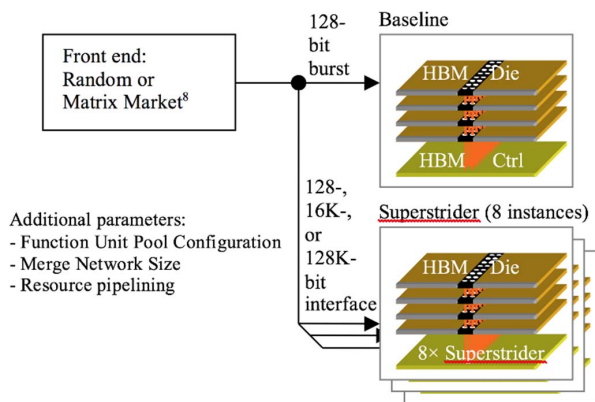 Front end:
Random or
Matrix Market8
128-
bit
burst
Baseline
HBM Die
HBM Ctrl
Additional parameters:
- Function Unit Pool Configuration
- Merge Network Size
- Resource pipelining
128-,
16K-,
or
128K-
bit
interface
Superstrider (8 instances)
HBM Die
8× Superstrider